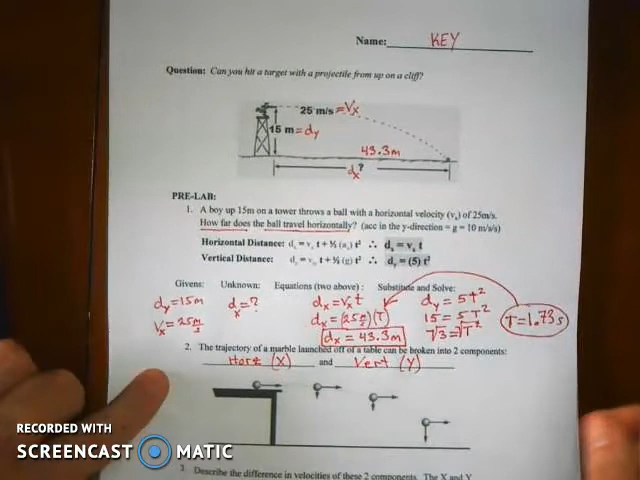 Name: KEY
Question: Can you hit a target with a projectile from up on a cliff?
25 m/s =Vx
15 m =dy
43.3m
dx?
PRE-LAB:
1. A boy up 15m on a tower throws a ball with a horizontal velocity (vx) of 25m/s.
How far does the ball travel horizontally? (acc in the y-direction = g = 10 m/s/s)
Horizontal Distance: dx = vx t + ½ (ax) t² ∴ dx = vx t
Vertical Distance: dy = vy t + ½ (g) t² ∴ dy = (5) t²
Givens: Unknown: Equations (two above): Substitute and Solve:
dy = 15m dx = ? dx = Vx t dy = 5T²
Vx = 25m/s dx = (25m/s)(T) 15 = 5T² T = 1.73s
dx = 43.3m √3 = √T²
2. The trajectory of a marble launched off of a table can be broken into 2 components:
Horz (X) and Vert (Y)
RECORDED WITH
SCREENCAST MATIC
3. Describe the difference in velocities of these 2 components. The X and Y